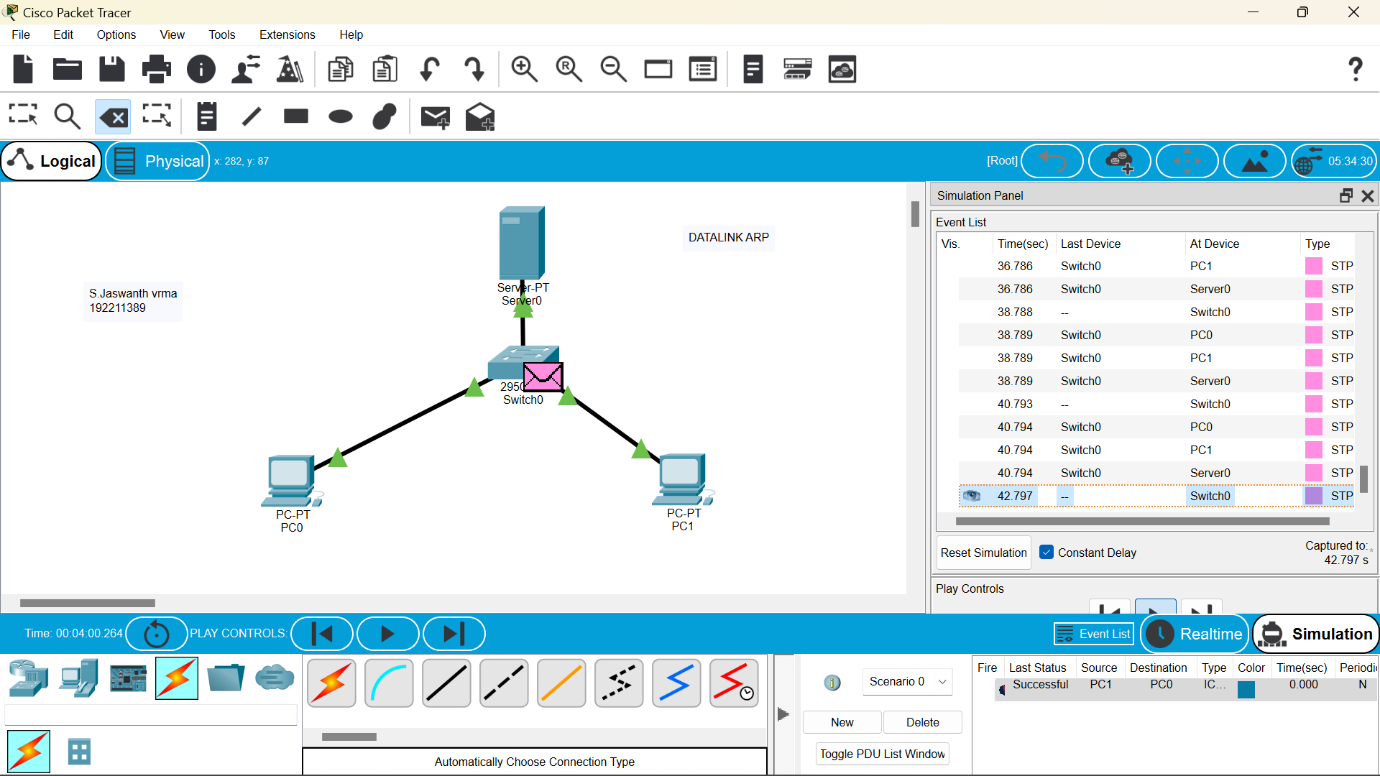 Cisco Packet Tracer
File Edit Options View Tools Extensions Help
Logical Physical x: 282, y: 87 [Root] 05:34:30
Simulation Panel
Event List
Vis. Time(sec) Last Device At Device Type
36.786 Switch0 PC1 STP
36.786 Switch0 Server0 STP
38.788 -- Switch0 STP
38.789 Switch0 PC0 STP
38.789 Switch0 PC1 STP
38.789 Switch0 Server0 STP
40.793 -- Switch0 STP
40.794 Switch0 PC0 STP
40.794 Switch0 PC1 STP
40.794 Switch0 Server0 STP
42.797 -- Switch0 STP
Reset Simulation Constant Delay Captured to:
42.797 s
Play Controls
DATALINK ARP
S.Jaswanth vrma
192211389
Server-PT
Server0
2950
Switch0
PC-PT
PC0
PC-PT
PC1
Time: 00:04:00.264 PLAY CONTROLS: Event List Realtime Simulation
Automatically Choose Connection Type
Scenario 0
New Delete
Toggle PDU List Window
Fire Last Status Source Destination Type Color Time(sec) Periodi
Successful PC1 PC0 IC... 0.000 N